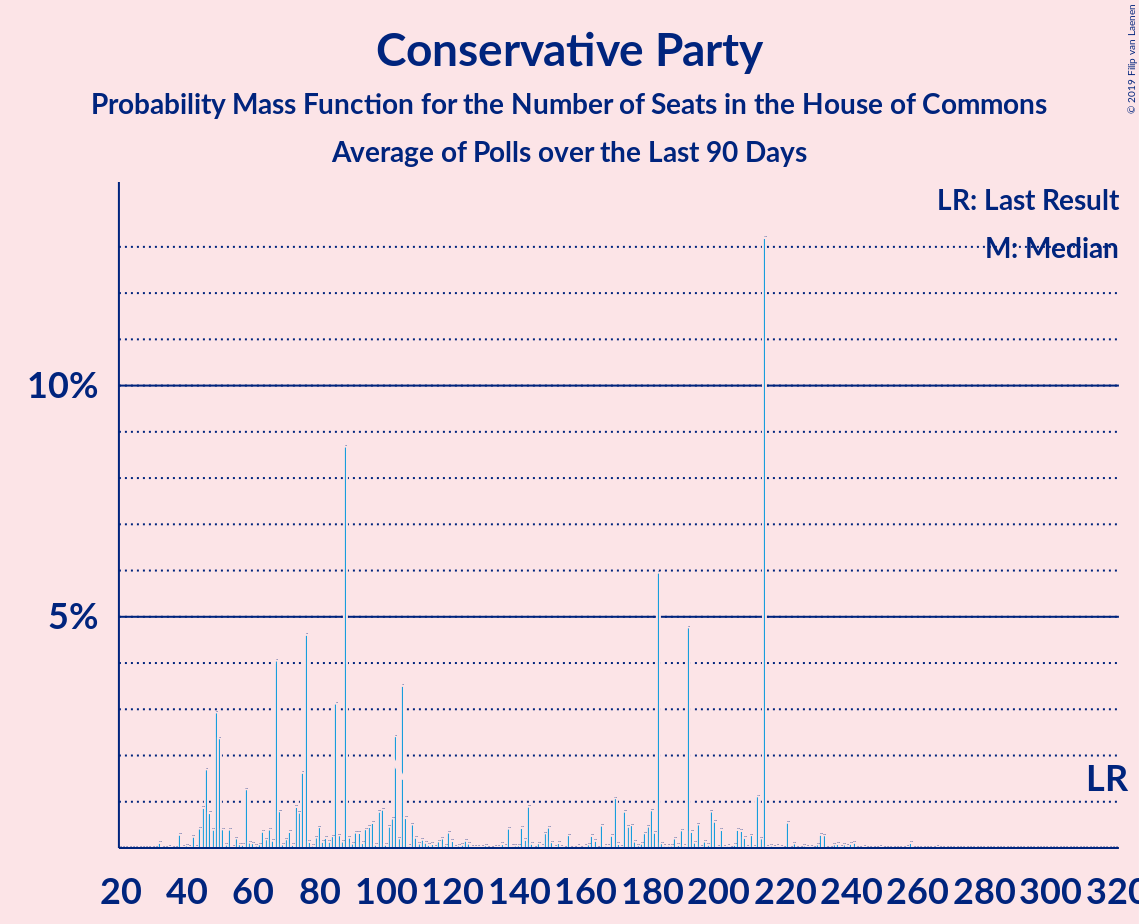 Conservative Party
Probability Mass Function for the Number of Seats in the House of Commons
Average of Polls over the Last 90 Days
© 2019 Filip van Laenen
LR: Last Result
M: Median
10%
5%
LR
20 40 60 80 100 120 140 160 180 200 220 240 260 280 300 320